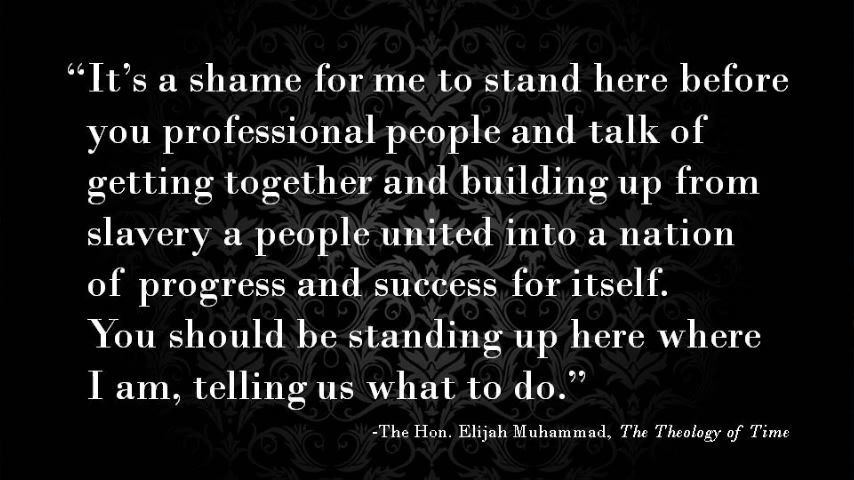 “It’s a shame for me to stand here before
you professional people and talk of
getting together and building up from
slavery a people united into a nation
of progress and success for itself.
You should be standing up here where
I am, telling us what to do.”
-The Hon. Elijah Muhammad, The Theology of Time